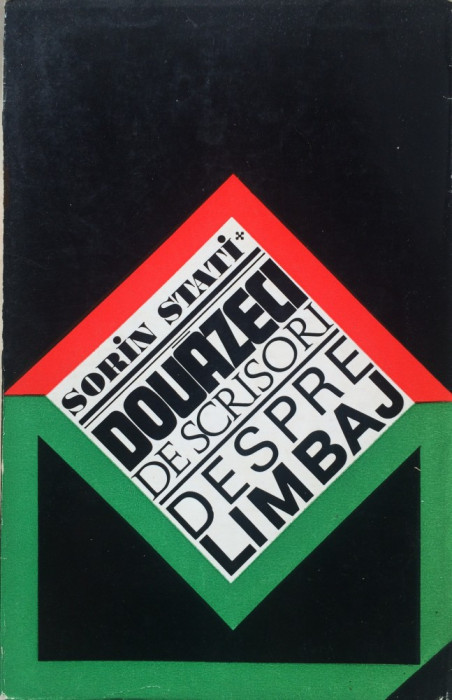 SORIN STATI
DOUĂZECI
DE SCRISORI
DESPRE
LIMBAJ